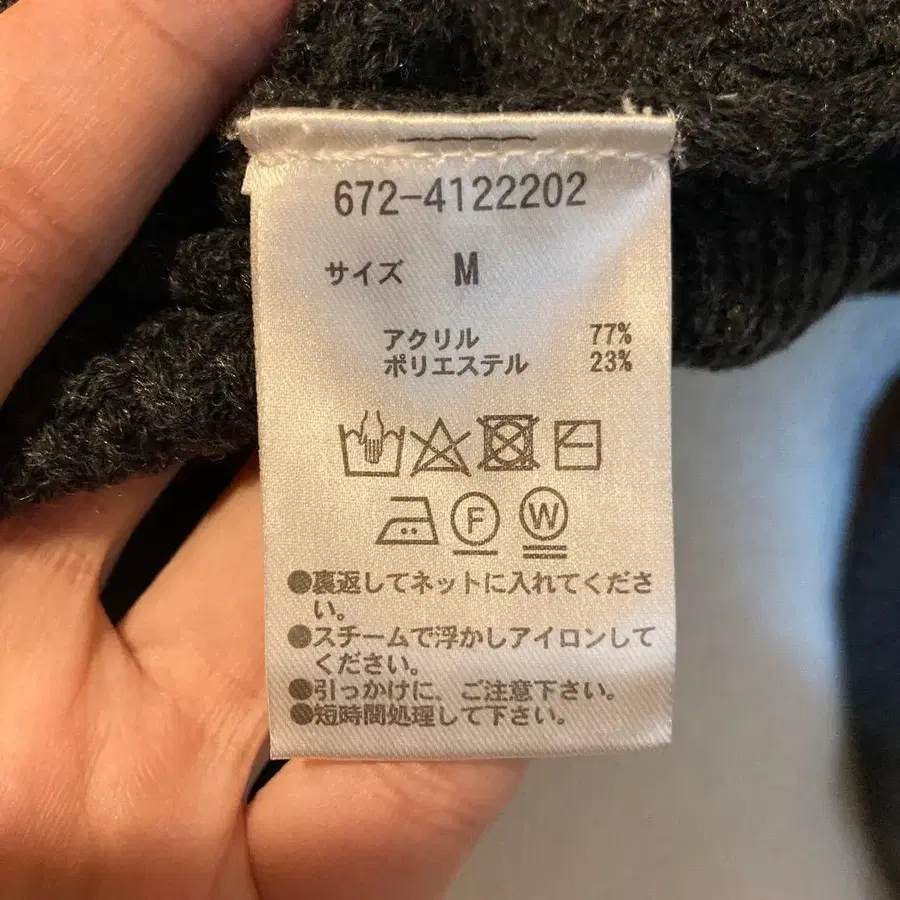 672-4122202
サイズ M
アクリル 77%
ポリエステル 23%
F W
●裏返してネットに入れてくださ
い。
●スチームで浮かしアイロンして
ください。
●引っかけに、ご注意下さい。
●短時間処理して下さい。